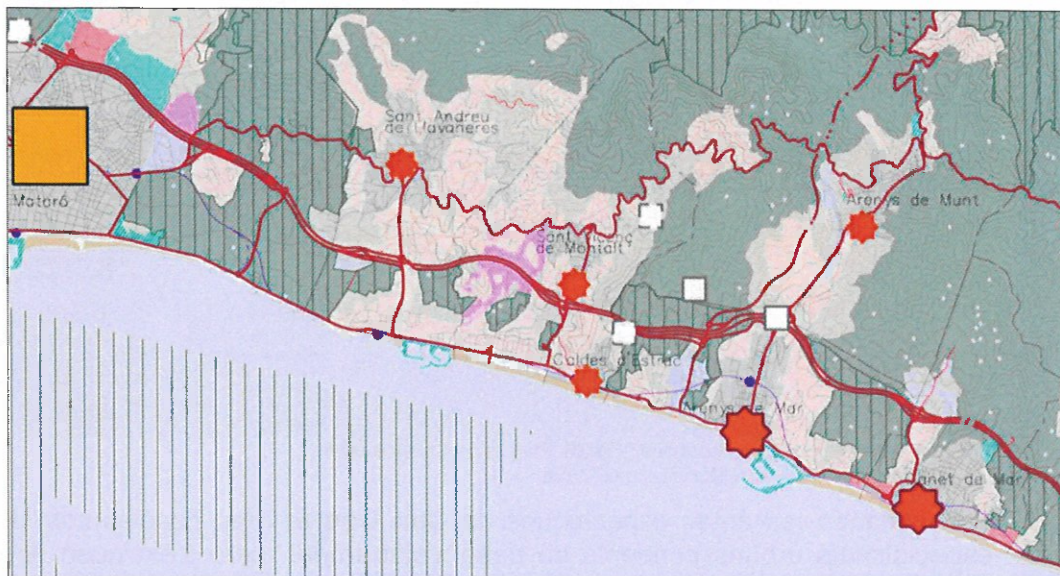 Sant Andreu
de Llavaneres
Mataró
Arenys de Munt
Sant Vicenç
de Montalt
Caldes d'Estrac
Arenys de Mar
Canet de Mar